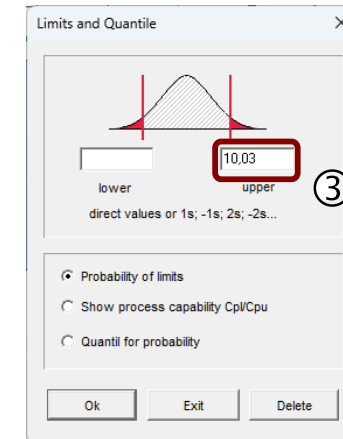 Limits and Quantile
10,03
lower upper
③
direct values or 1s; -1s; 2s; -2s...
Probability of limits
Show process capability Cpl/Cpu
Quantil for probability
Ok Exit Delete